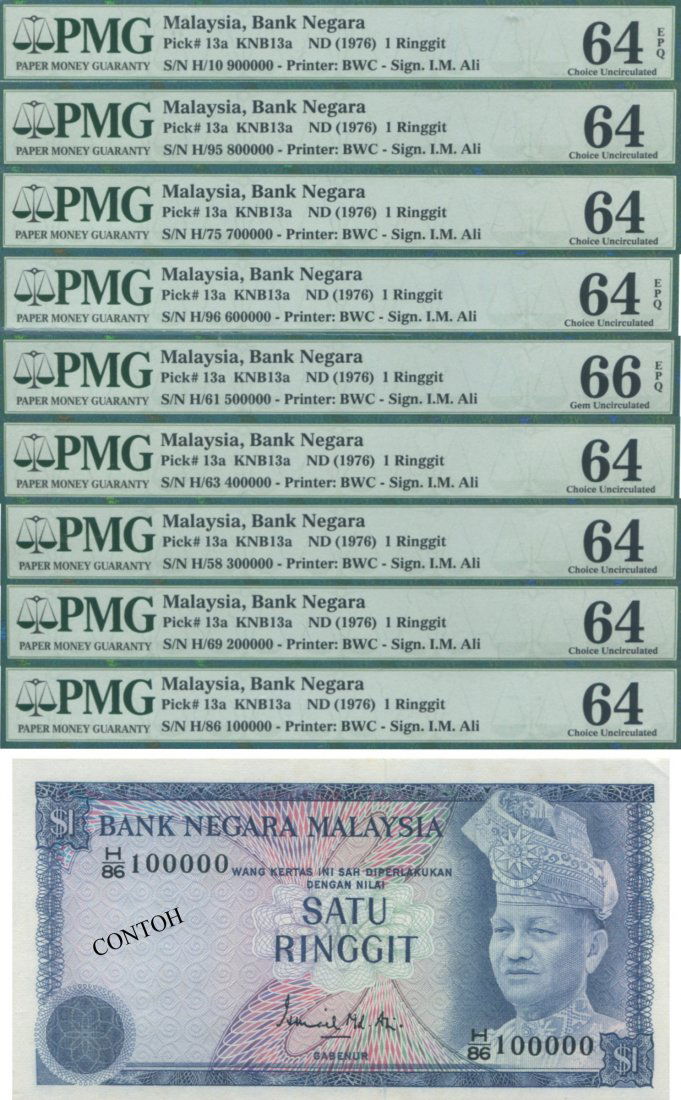 PMG
PAPER MONEY GUARANTY
Malaysia, Bank Negara
Pick# 13a KNB13a ND (1976) 1 Ringgit
S/N H/10 900000 - Printer: BWC - Sign. I.M. Ali
64 EPQ
Choice Uncirculated
PMG
PAPER MONEY GUARANTY
Malaysia, Bank Negara
Pick# 13a KNB13a ND (1976) 1 Ringgit
S/N H/95 800000 - Printer: BWC - Sign. I.M. Ali
64
Choice Uncirculated
PMG
PAPER MONEY GUARANTY
Malaysia, Bank Negara
Pick# 13a KNB13a ND (1976) 1 Ringgit
S/N H/75 700000 - Printer: BWC - Sign. I.M. Ali
64
Choice Uncirculated
PMG
PAPER MONEY GUARANTY
Malaysia, Bank Negara
Pick# 13a KNB13a ND (1976) 1 Ringgit
S/N H/96 600000 - Printer: BWC - Sign. I.M. Ali
64 EPQ
Choice Uncirculated
PMG
PAPER MONEY GUARANTY
Malaysia, Bank Negara
Pick# 13a KNB13a ND (1976) 1 Ringgit
S/N H/61 500000 - Printer: BWC - Sign. I.M. Ali
66 EPQ
Gem Uncirculated
PMG
PAPER MONEY GUARANTY
Malaysia, Bank Negara
Pick# 13a KNB13a ND (1976) 1 Ringgit
S/N H/63 400000 - Printer: BWC - Sign. I.M. Ali
64
Choice Uncirculated
PMG
PAPER MONEY GUARANTY
Malaysia, Bank Negara
Pick# 13a KNB13a ND (1976) 1 Ringgit
S/N H/58 300000 - Printer: BWC - Sign. I.M. Ali
64
Choice Uncirculated
PMG
PAPER MONEY GUARANTY
Malaysia, Bank Negara
Pick# 13a KNB13a ND (1976) 1 Ringgit
S/N H/69 200000 - Printer: BWC - Sign. I.M. Ali
64
Choice Uncirculated
PMG
PAPER MONEY GUARANTY
Malaysia, Bank Negara
Pick# 13a KNB13a ND (1976) 1 Ringgit
S/N H/86 100000 - Printer: BWC - Sign. I.M. Ali
64
Choice Uncirculated
$1
BANK NEGARA MALAYSIA
H/86 100000
WANG KERTAS INI SAH DIPERLAKUKAN
DENGAN NILAI
CONTOH
SATU
RINGGIT
Ismail Md. Ali.
GABENUR
H/86 100000
$1